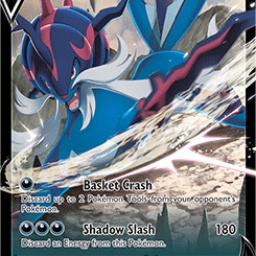 Basket Crash
Discard up to 2 Pokémon Tools from your opponent's
Pokémon.
Shadow Slash 180
Discard an Energy from this Pokémon.